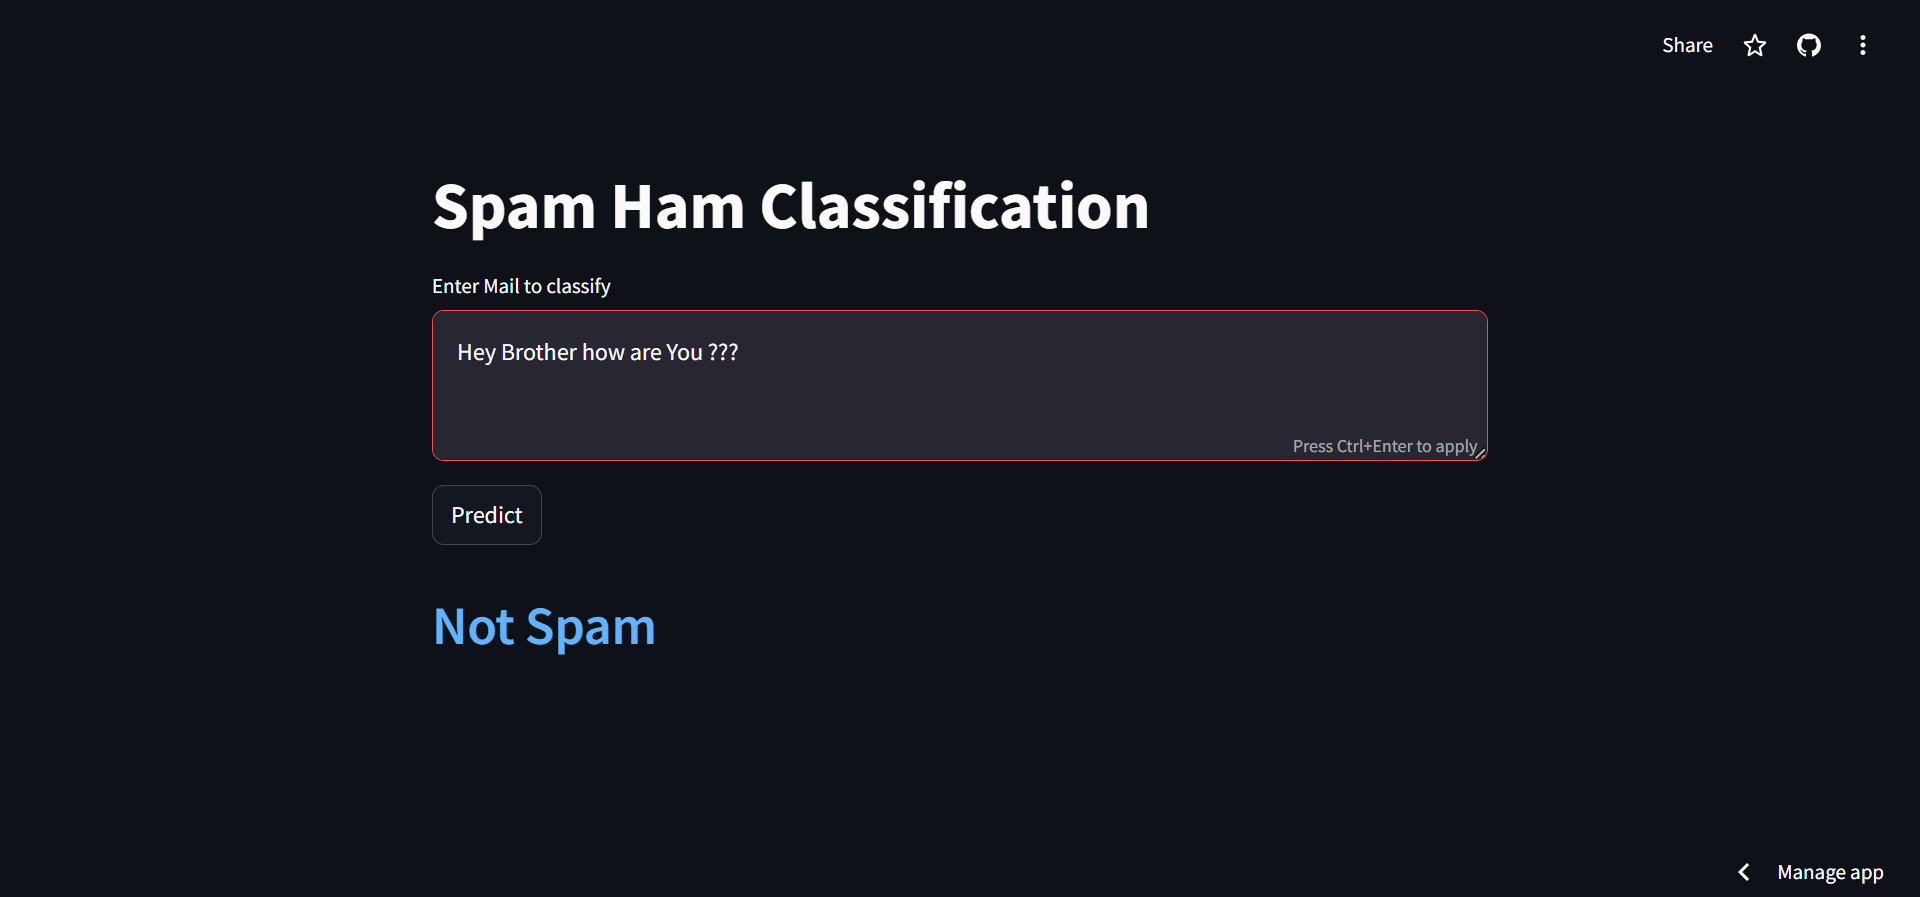 Share
Spam Ham Classification
Enter Mail to classify
Hey Brother how are You ???
Press Ctrl+Enter to apply
Predict
Not Spam
Manage app